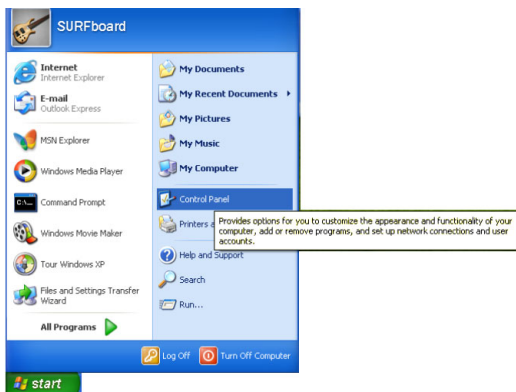 SURFboard
Internet
Internet Explorer
E-mail
Outlook Express
MSN Explorer
Windows Media Player
C:\_
Command Prompt
Windows Movie Maker
Tour Windows XP
Files and Settings Transfer
Wizard
All Programs
My Documents
My Recent Documents
My Pictures
My Music
My Computer
Control Panel
Printers a
Provides options for you to customize the appearance and functionality of your
computer, add or remove programs, and set up network connections and user
accounts.
Help and Support
Search
Run...
Log Off
Turn Off Computer
start